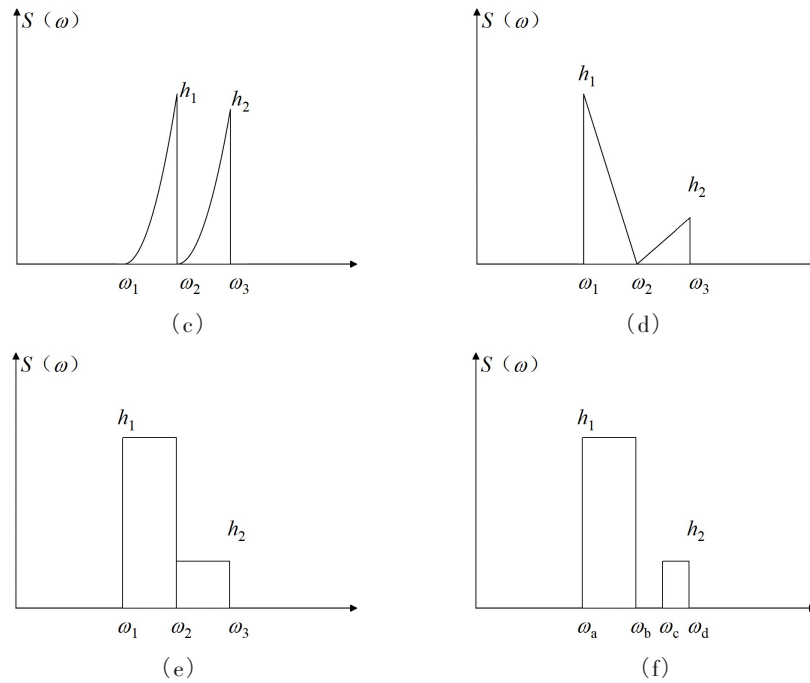 S（ω）
h₁
h₂
ω₁ ω₂ ω₃
（c）
S（ω）
h₁
h₂
ω₁ ω₂ ω₃
（d）
S（ω）
h₁
h₂
ω₁ ω₂ ω₃
（e）
S（ω）
h₁
h₂
ωa ωb ωc ωd
（f）